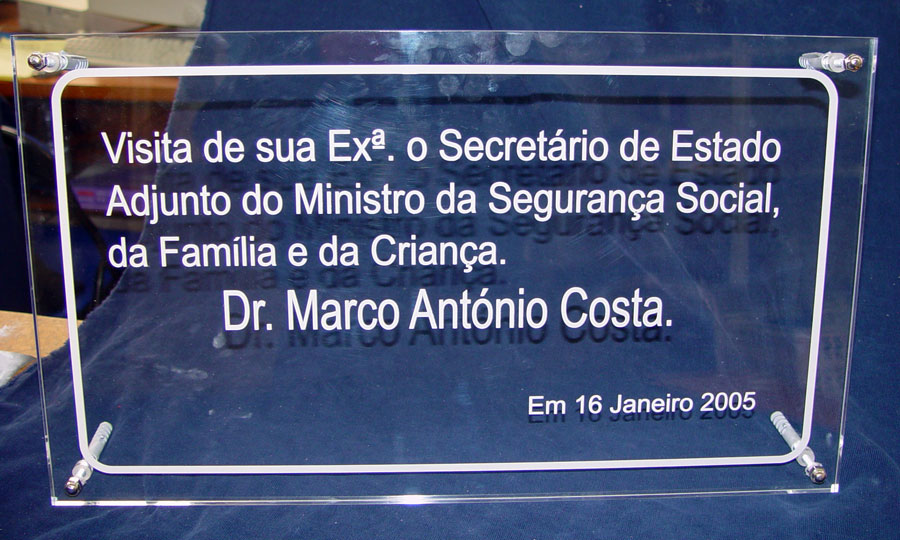 Visita de sua Exª. o Secretário de Estado
Adjunto do Ministro da Segurança Social,
da Família e da Criança.
Dr. Marco António Costa.
Em 16 Janeiro 2005